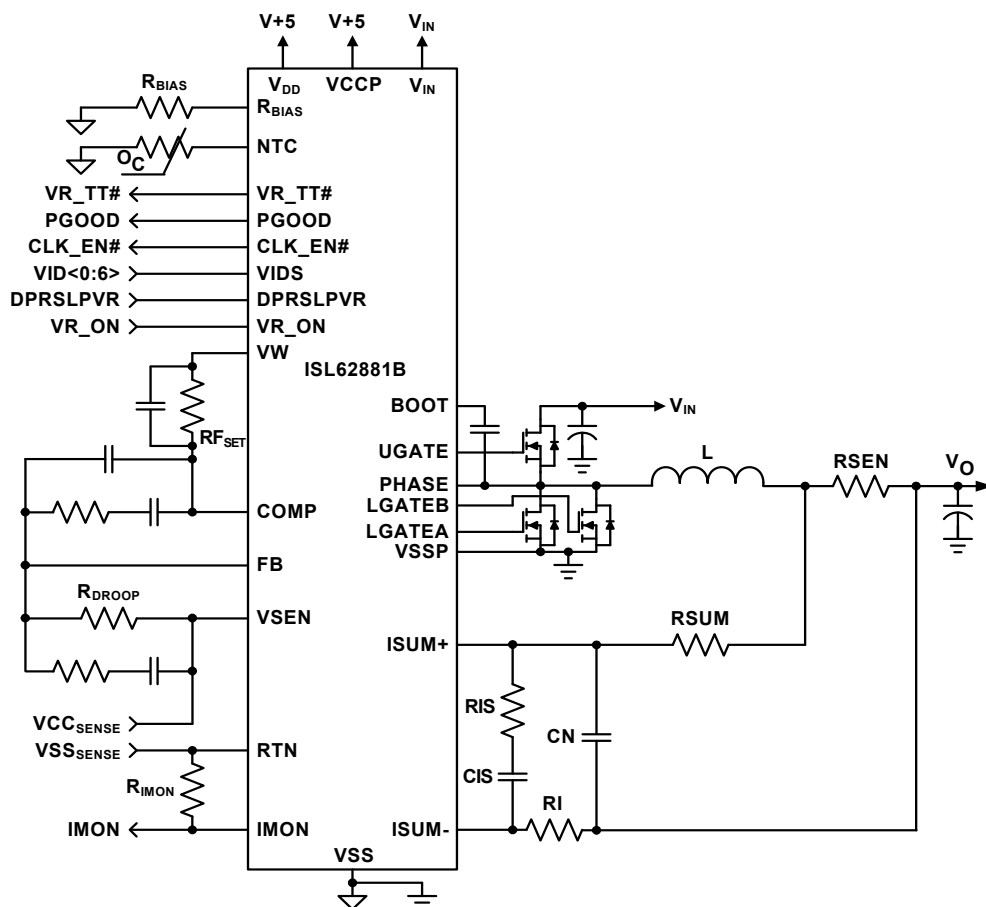 V+5 V+5 VIN
VDD VCCP VIN
RBIAS RBIAS
NTC
OC
VR_TT# VR_TT#
PGOOD PGOOD
CLK_EN# CLK_EN#
VID<0:6> VIDS
DPRSLPVR DPRSLPVR
VR_ON VR_ON
VW
ISL62881B
RFSET
BOOT VIN
UGATE
PHASE L RSEN VO
LGATEB
COMP
LGATEA
VSSP
FB
RDROOP VSEN
ISUM+ RSUM
RIS
CN
VCCSENSE
VSSSENSE RTN
CIS
RIMON
RI
IMON IMON ISUM-
VSS